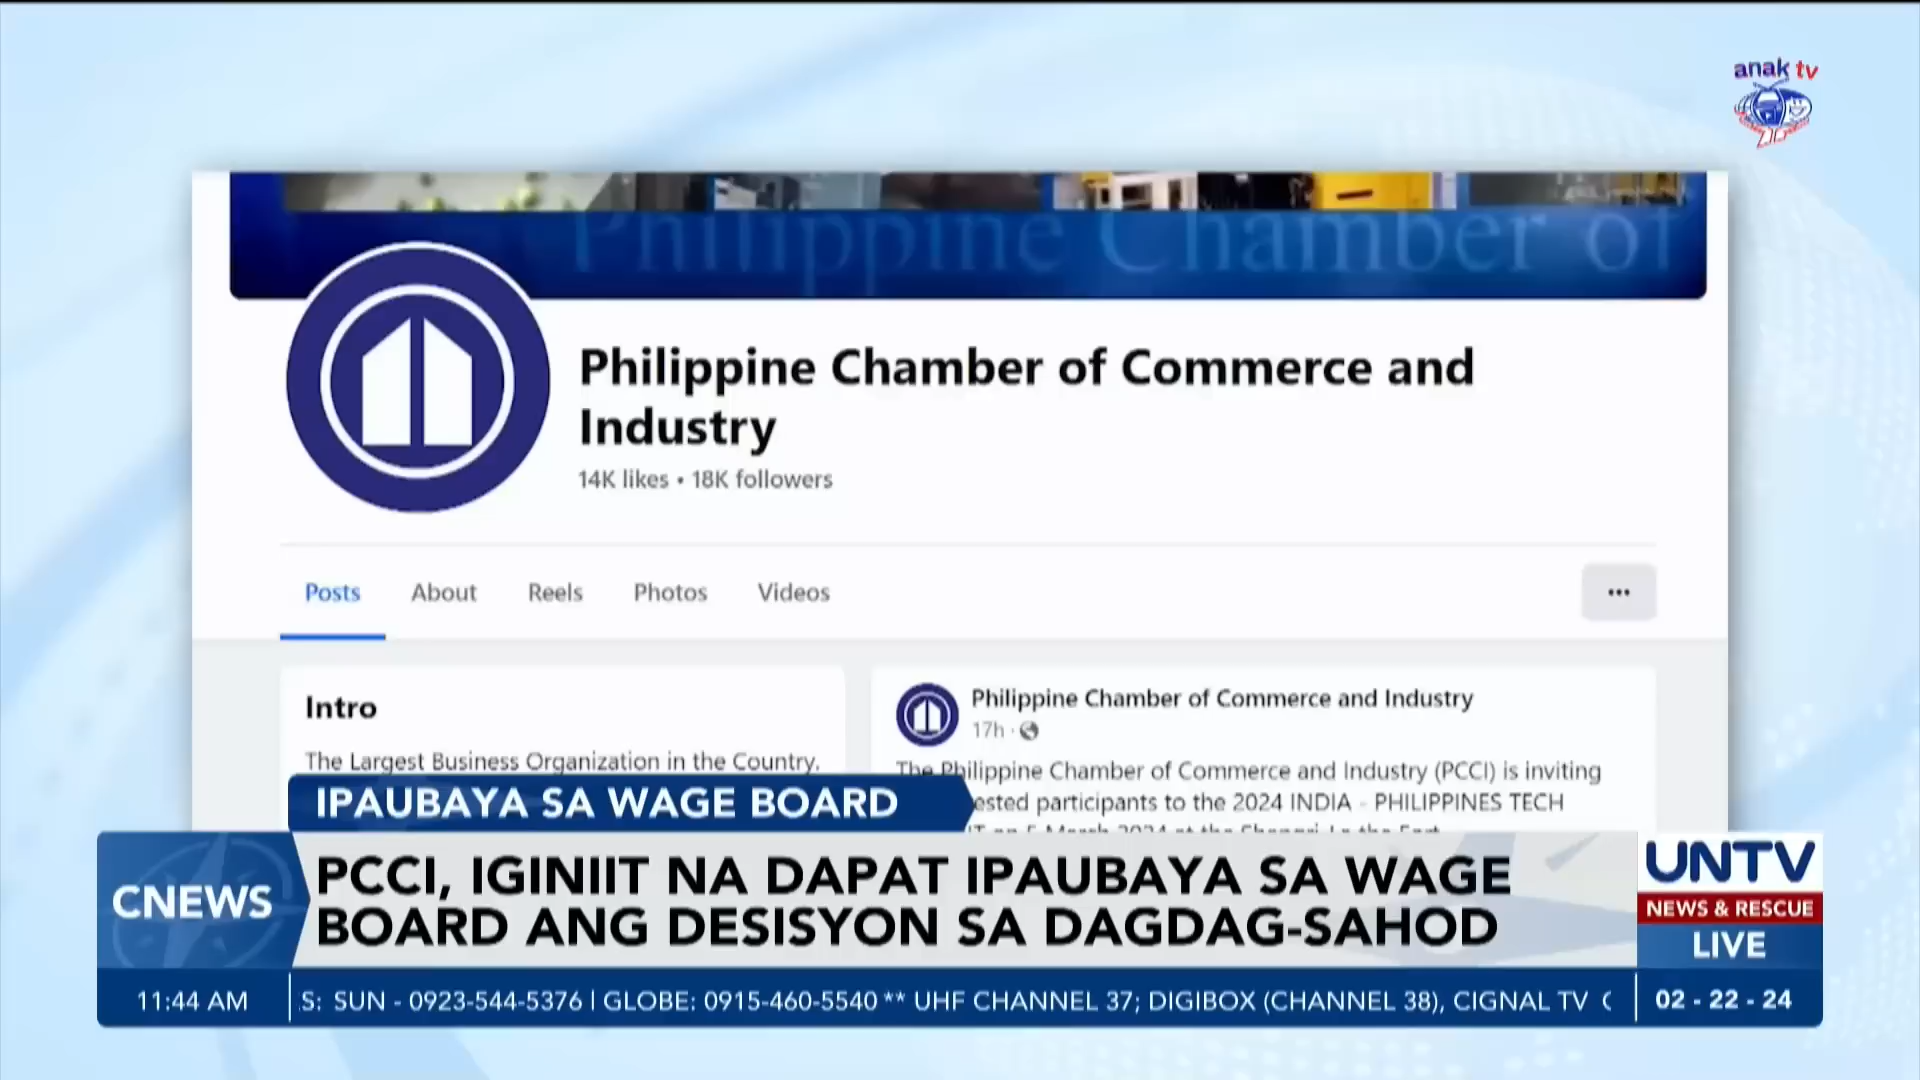 anak tv
Philippine Chamber of
Philippine Chamber of Commerce and
Industry
14K likes • 18K followers
Posts About Reels Photos Videos
Intro
The Largest Business Organization in the Country.
Philippine Chamber of Commerce and Industry
17h ·
The Philippine Chamber of Commerce and Industry (PCCI) is inviting
ested participants to the 2024 INDIA - PHILIPPINES TECH
IPAUBAYA SA WAGE BOARD
CNEWS
PCCI, IGINIIT NA DAPAT IPAUBAYA SA WAGE
BOARD ANG DESISYON SA DAGDAG-SAHOD
UNTV
NEWS & RESCUE
LIVE
11:44 AM
S: SUN - 0923-544-5376 | GLOBE: 0915-460-5540 ** UHF CHANNEL 37; DIGIBOX (CHANNEL 38), CIGNAL TV
02 - 22 - 24